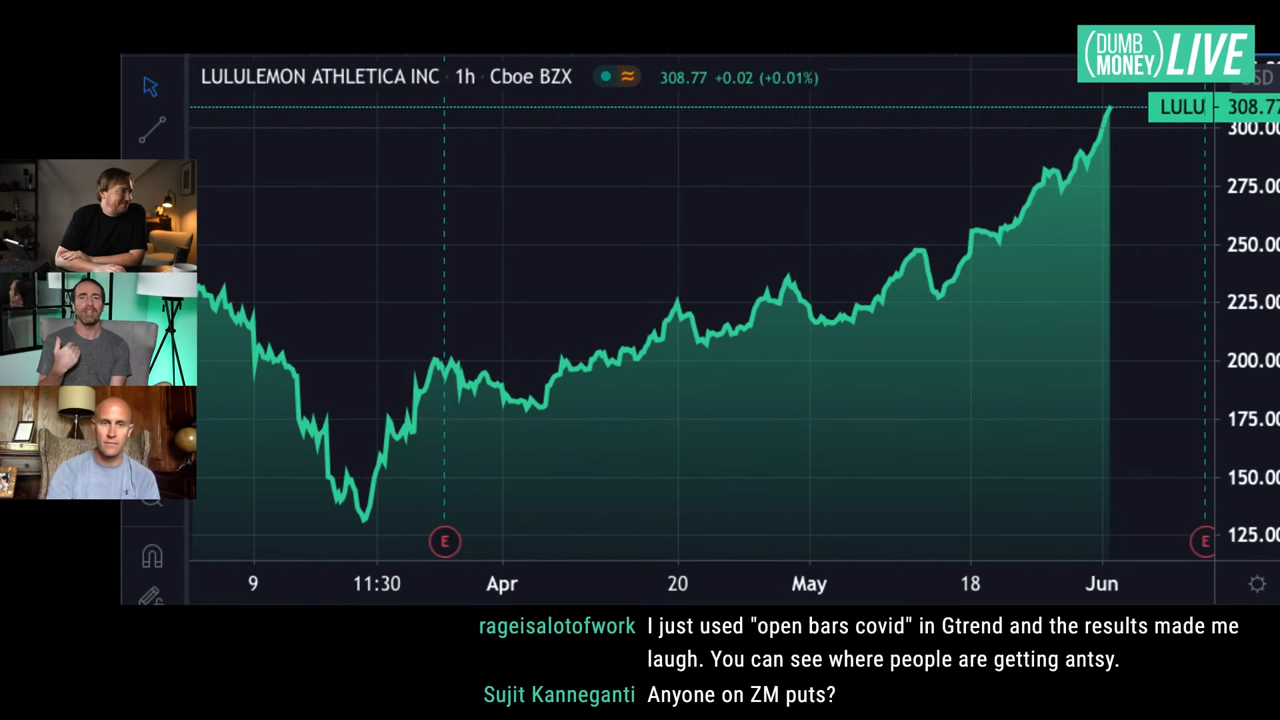 (DUMB MONEY) LIVE
LULULEMON ATHLETICA INC · 1h · Cboe BZX 308.77 +0.02 (+0.01%)
SD
LULU 308.77
300.00
275.00
250.00
225.00
200.00
175.00
150.00
125.00
E E
9 11:30 Apr 20 May 18 Jun
rageisalotofwork I just used "open bars covid" in Gtrend and the results made me
laugh. You can see where people are getting antsy.
Sujit Kanneganti Anyone on ZM puts?